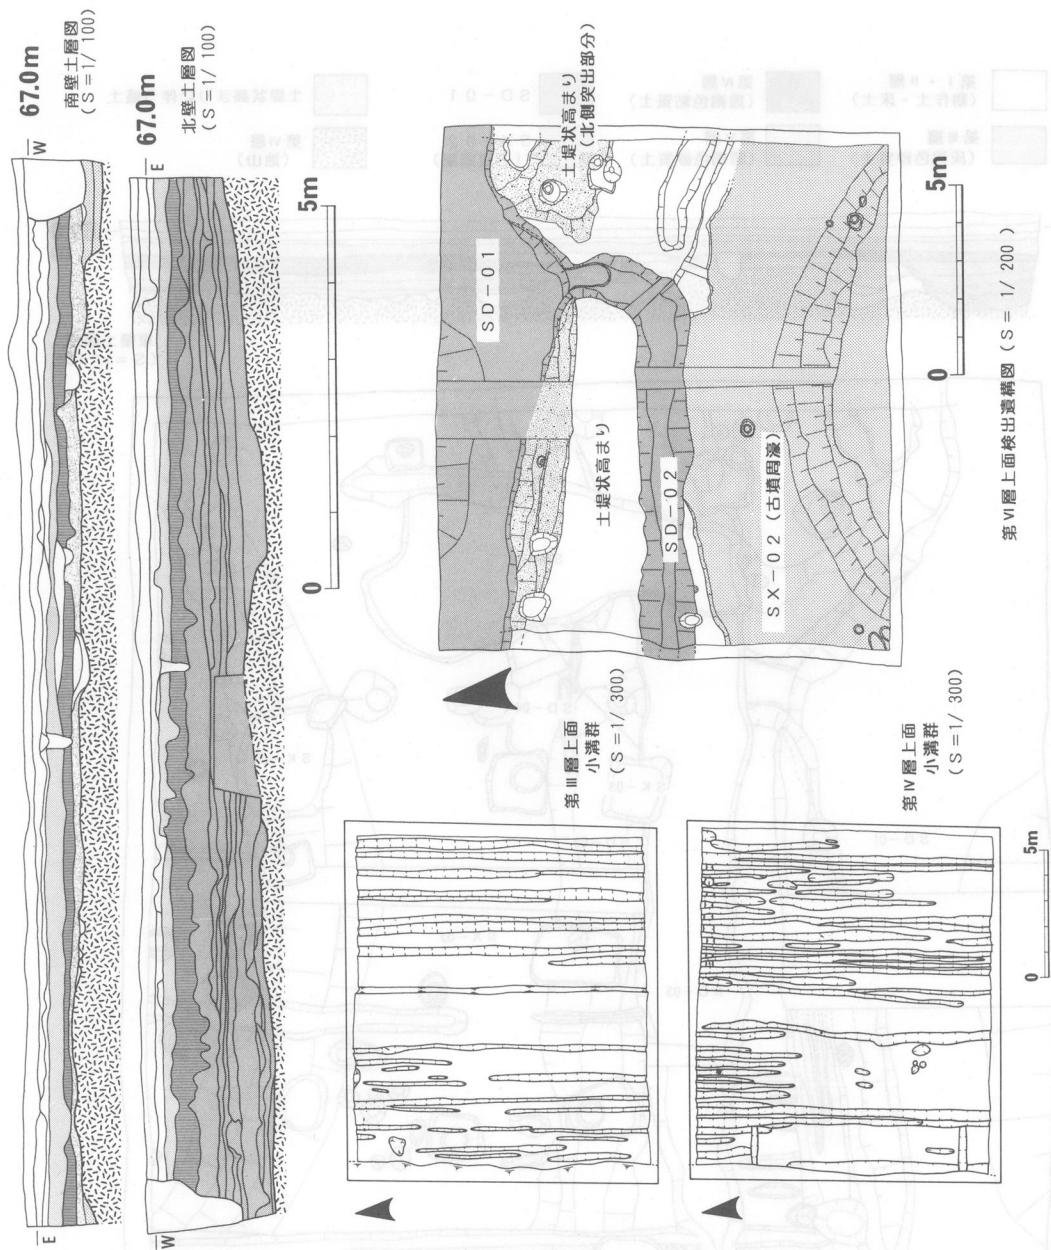 67.0m
南壁土層図
(S=1/100)
W
E
67.0m
北壁土層図
(S=1/100)
E
W
5m
0
SD-01
土堤状高まり
(北側突出部分)
土堤状高まり
SD-02
SX-02(古墳周濠)
5m
0
第Ⅵ層上面検出遺構図(S=1/200)
第Ⅲ層上面
小溝群
(S=1/300)
第Ⅳ層上面
小溝群
(S=1/300)
5m
0